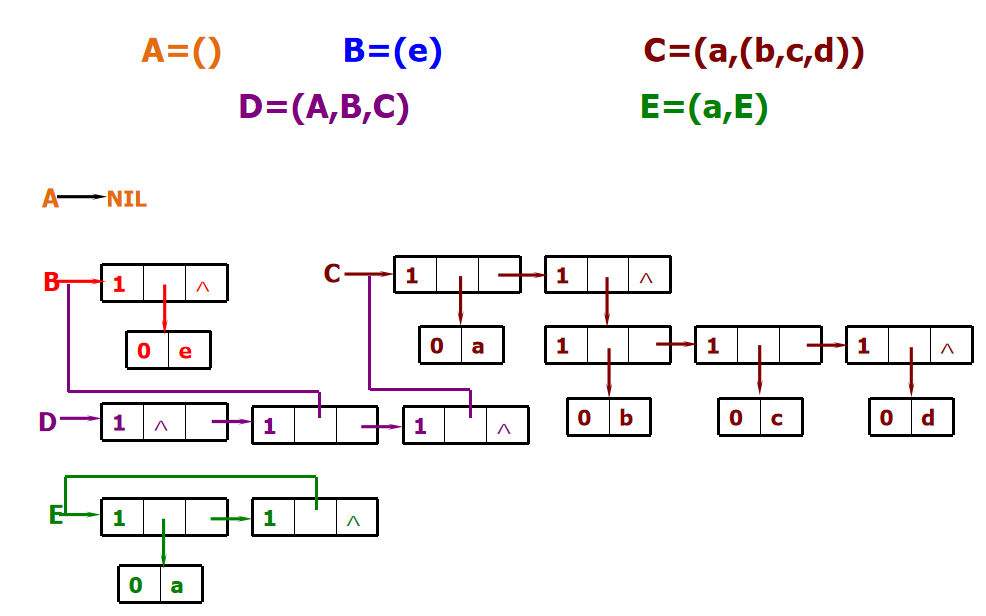 A=() B=(e) C=(a,(b,c,d))
D=(A,B,C) E=(a,E)
A NIL
B 1 ^ C 1 1 ^
0 e 0 a 1 1 1 ^
D 1 ^ 1 1 ^ 0 b 0 c 0 d
E 1 1 ^
0 a